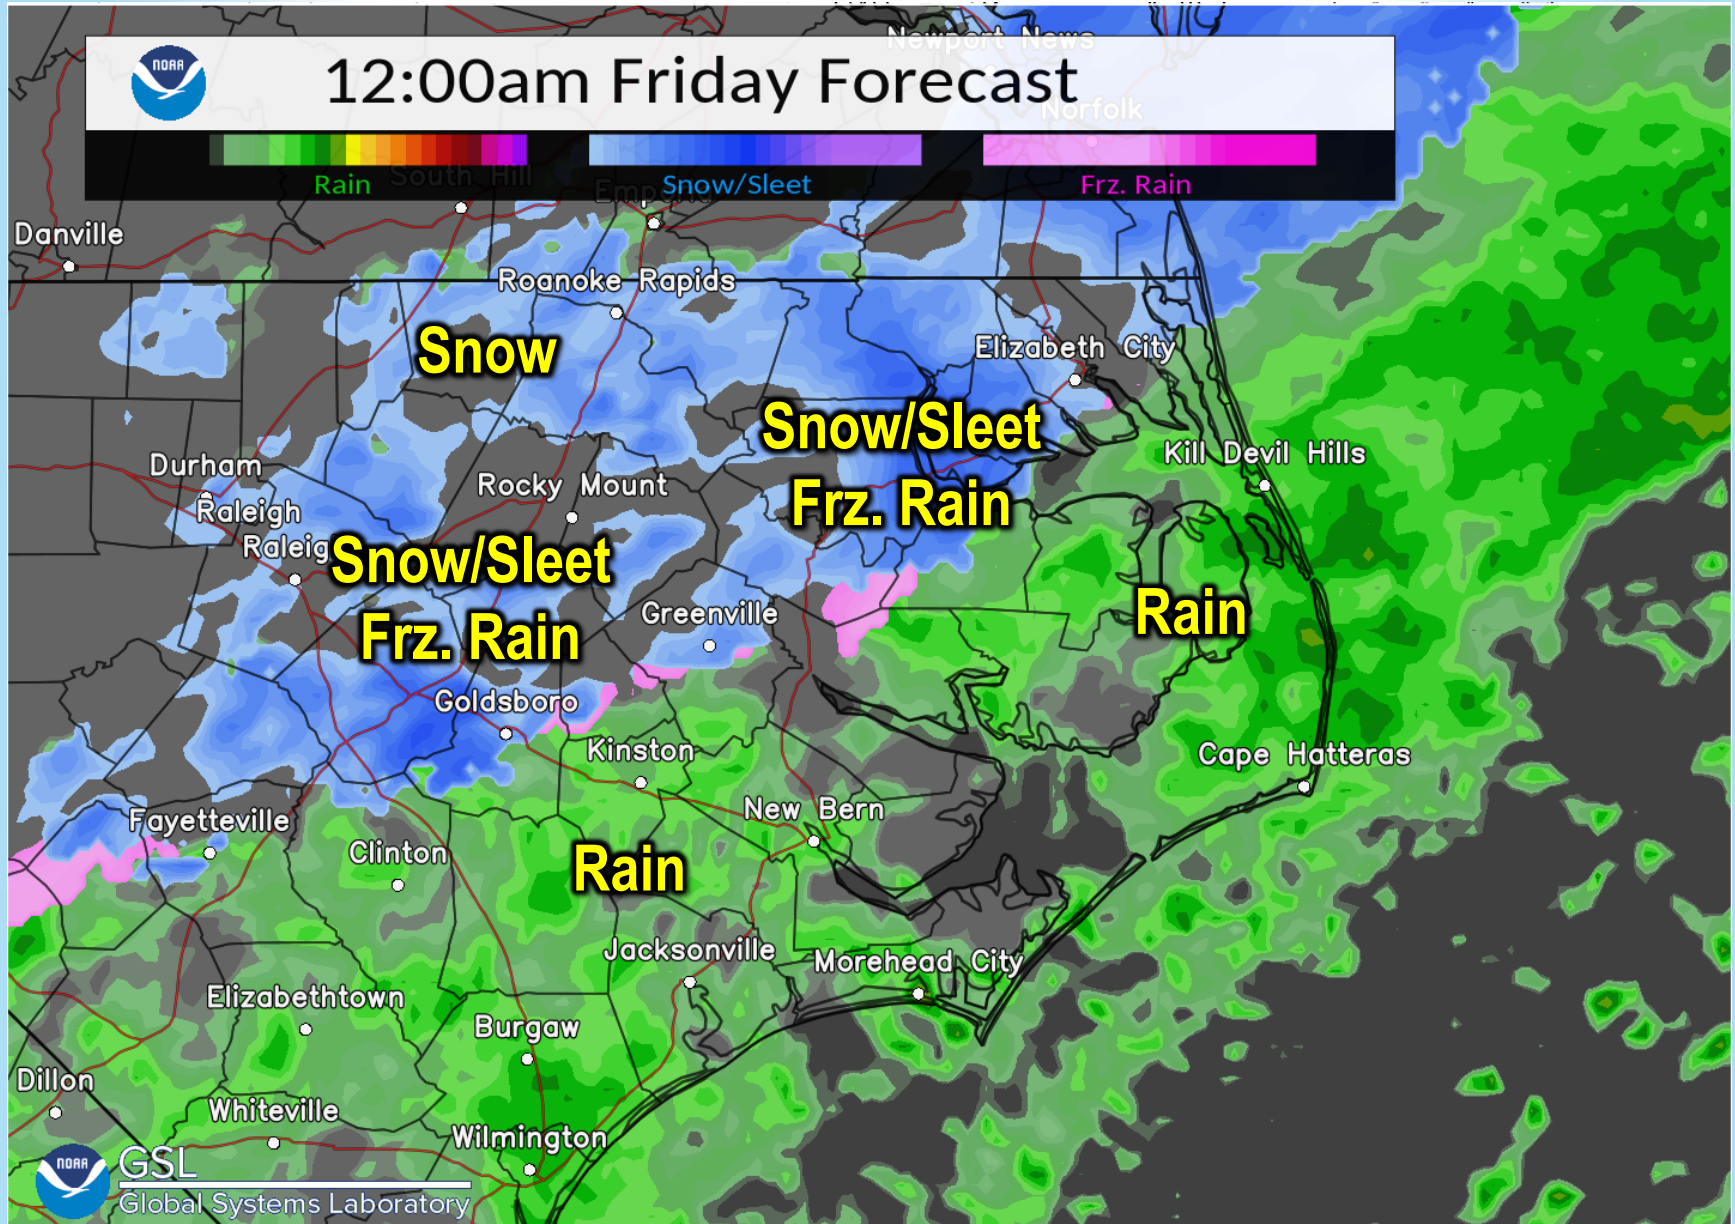 Newport News
NOAA
12:00am Friday Forecast
Norfolk
Rain
South Hill
Snow/Sleet
Frz. Rain
Danville
Roanoke Rapids
Snow
Elizabeth City
Snow/Sleet
Frz. Rain
Kill Devil Hills
Durham
Rocky Mount
Raleigh
Raleig
Snow/Sleet
Frz. Rain
Greenville
Rain
Goldsboro
Kinston
Cape Hatteras
New Bern
Fayetteville
Clinton
Rain
Jacksonville
Morehead City
Elizabethtown
Burgaw
Dillon
Whiteville
Wilmington
NOAA
GSL
Global Systems Laboratory